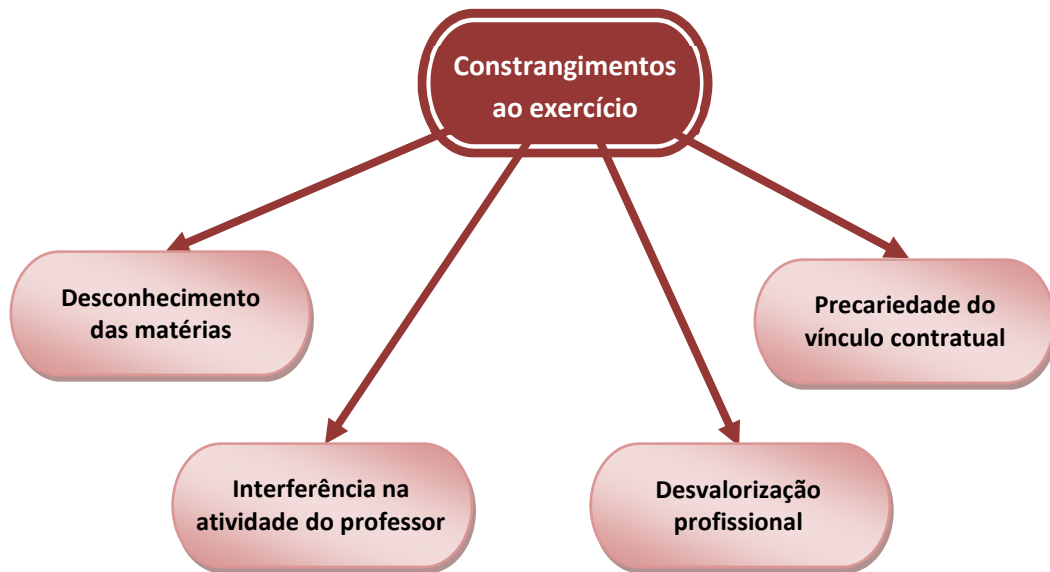 Constrangimentos
ao exercício
Desconhecimento
das matérias
Precariedade do
vínculo contratual
Interferência na
atividade do professor
Desvalorização
profissional